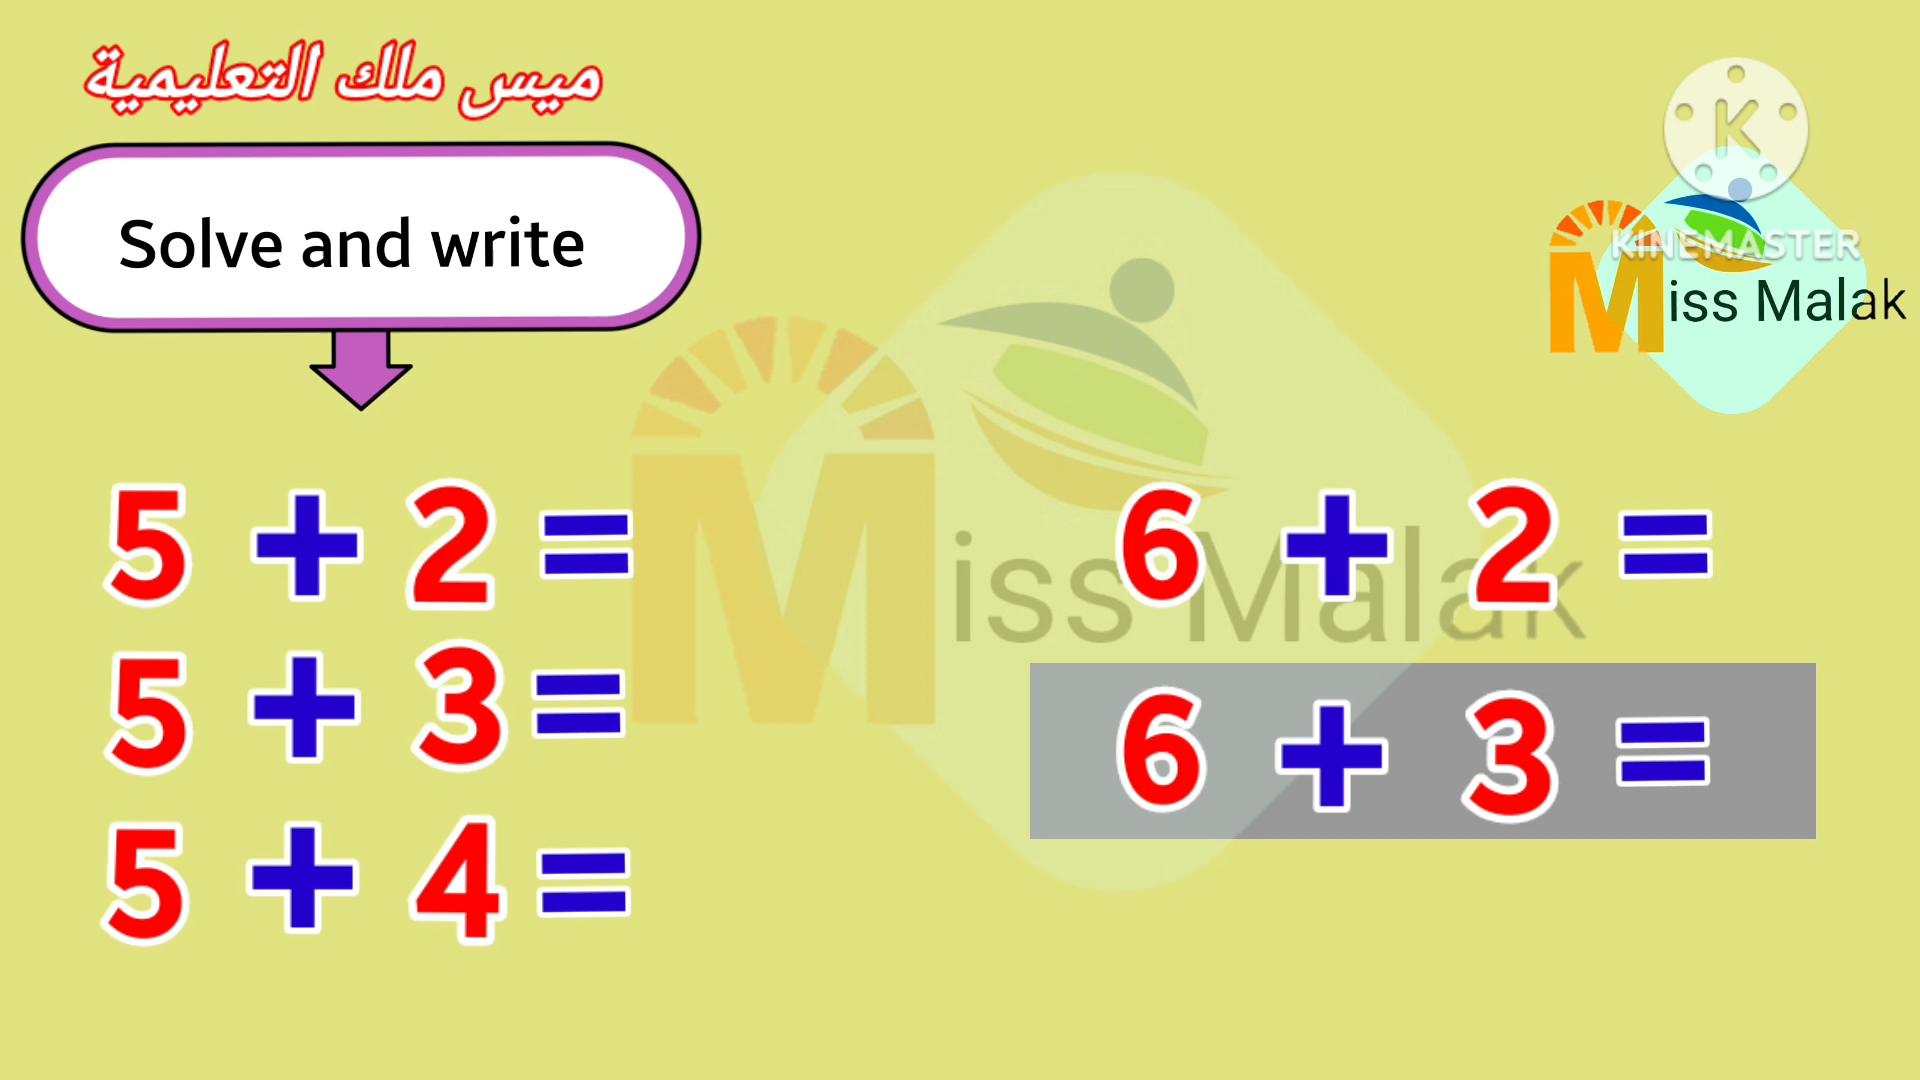 ميس ملك التعليمية
K
KINEMASTER
Miss Malak
Solve and write
Miss Malak
5 + 2 =
5 + 3 =
5 + 4 =
6 + 2 =
6 + 3 =